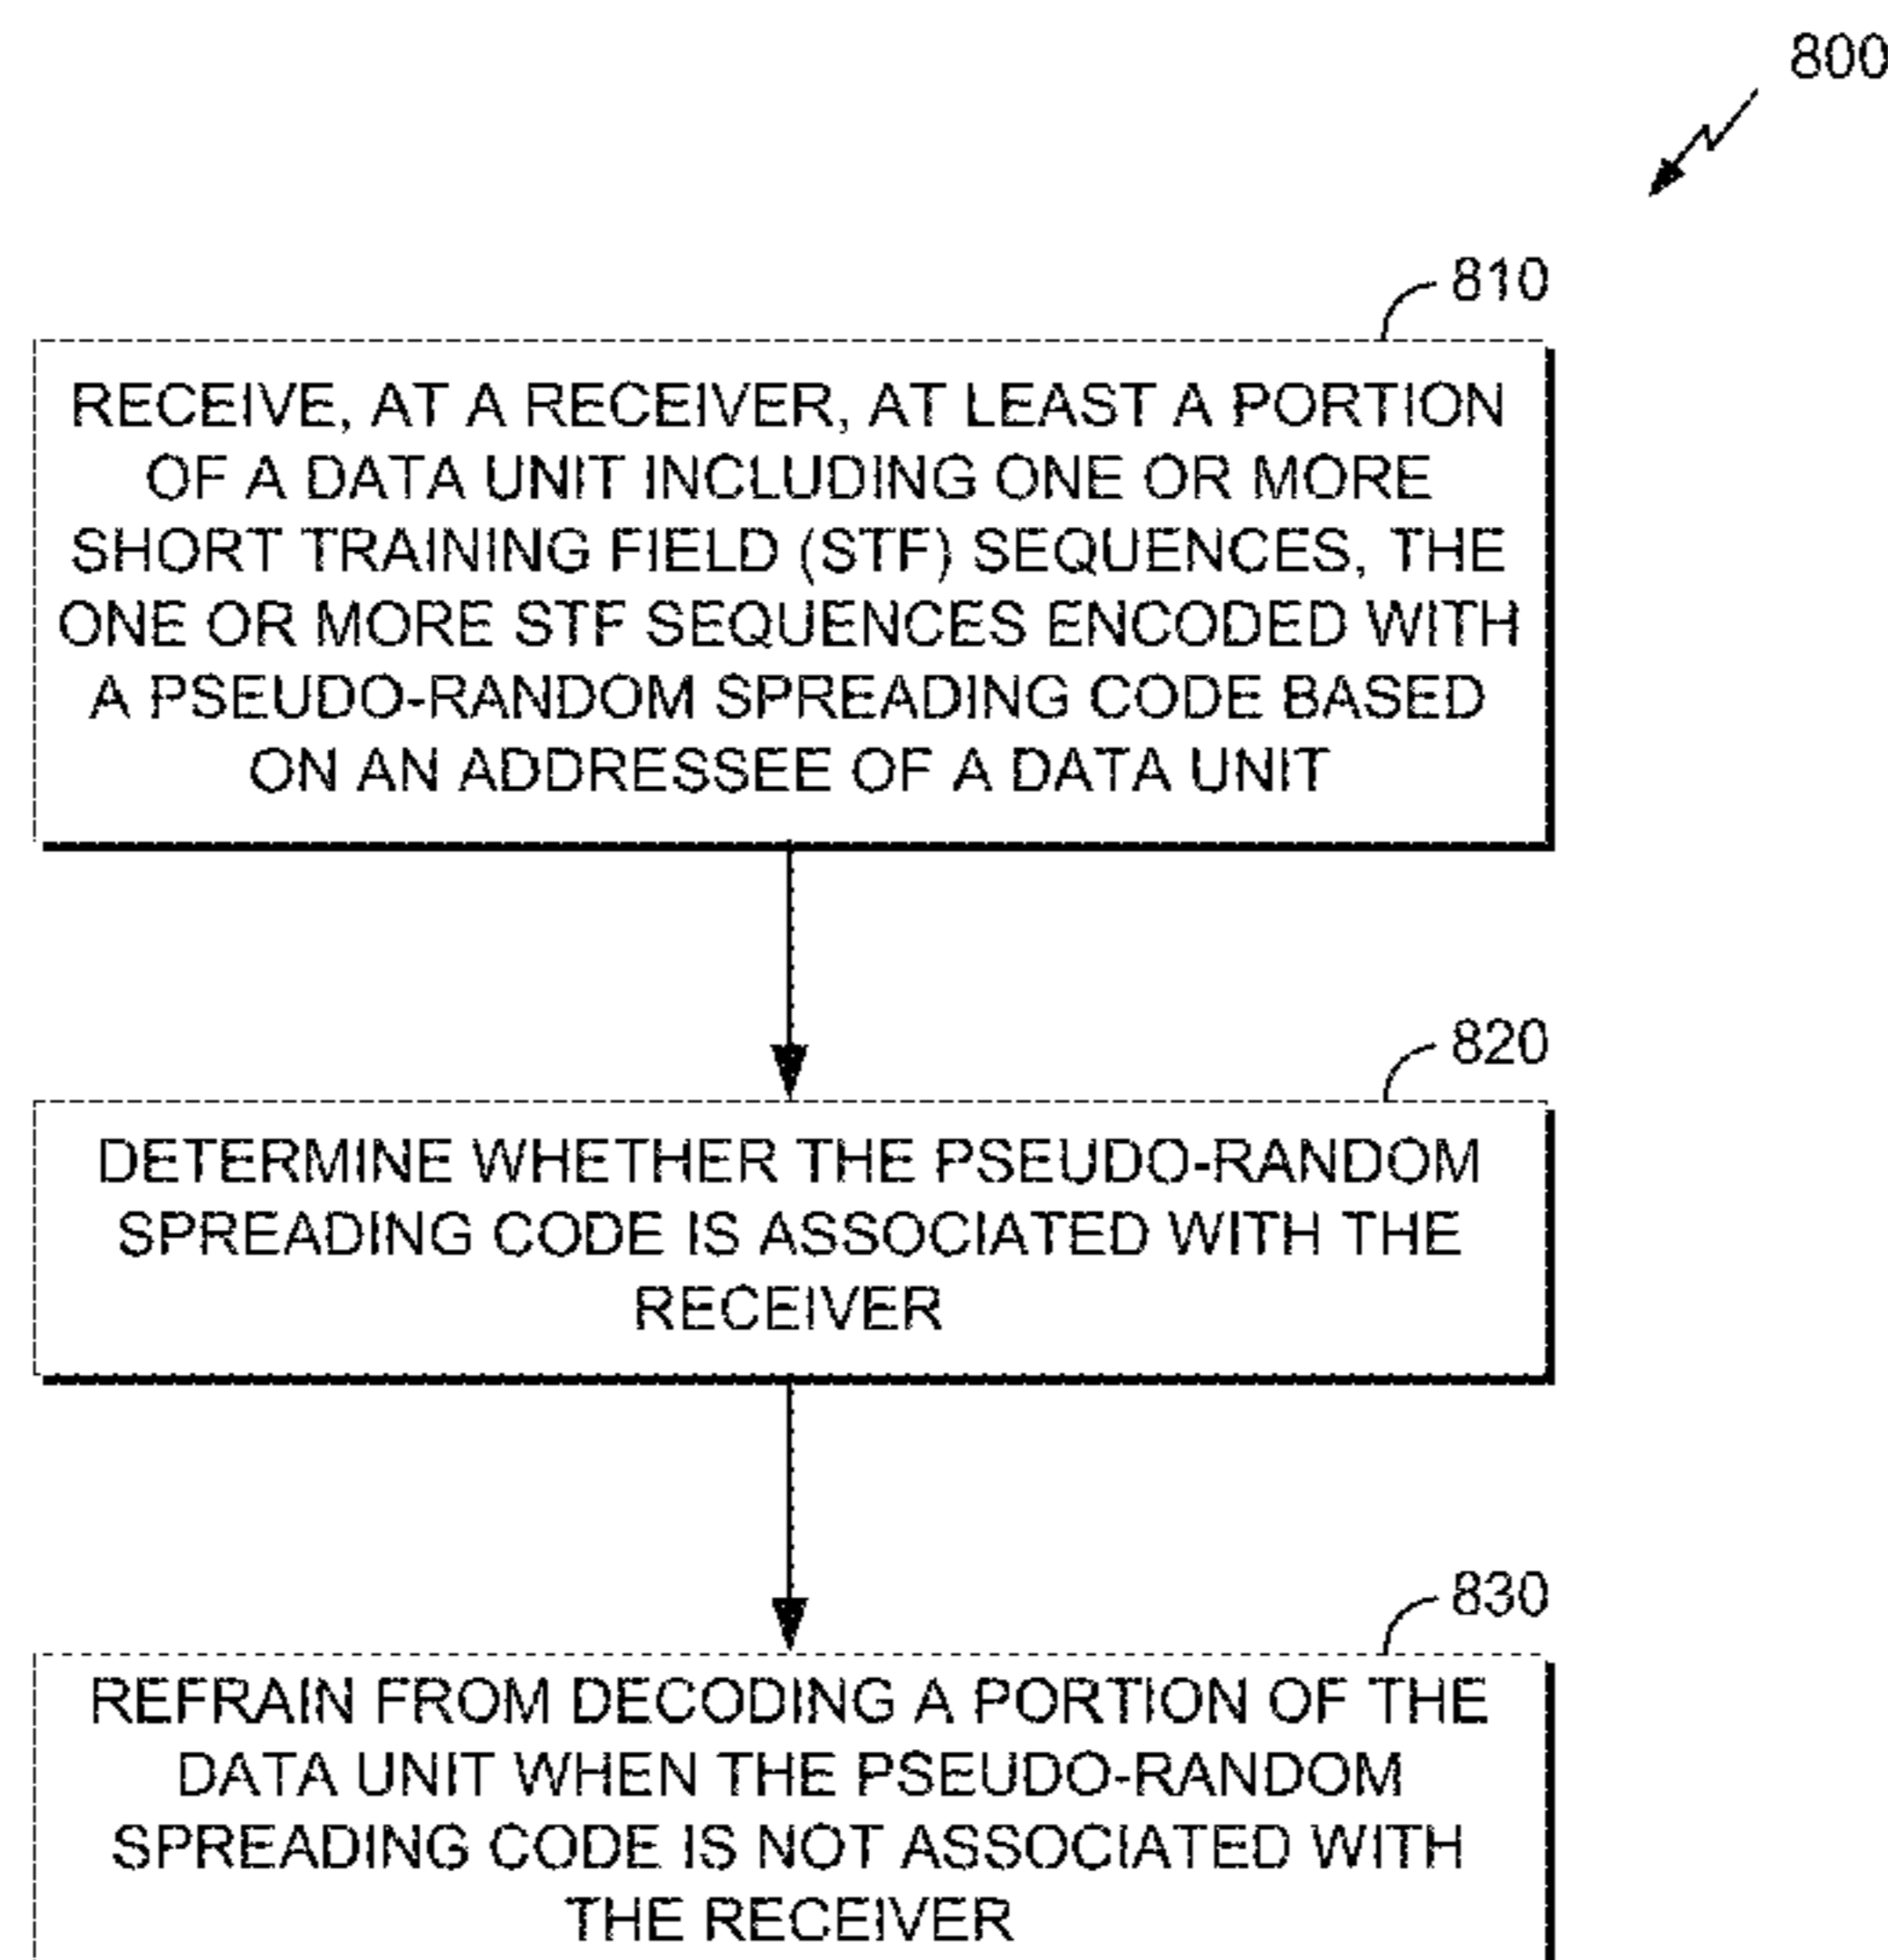 800
810
RECEIVE, AT A RECEIVER, AT LEAST A PORTION
OF A DATA UNIT INCLUDING ONE OR MORE
SHORT TRAINING FIELD (STF) SEQUENCES, THE
ONE OR MORE STF SEQUENCES ENCODED WITH
A PSEUDO-RANDOM SPREADING CODE BASED
ON AN ADDRESSEE OF A DATA UNIT
820
DETERMINE WHETHER THE PSEUDO-RANDOM
SPREADING CODE IS ASSOCIATED WITH THE
RECEIVER
830
REFRAIN FROM DECODING A PORTION OF THE
DATA UNIT WHEN THE PSEUDO-RANDOM
SPREADING CODE IS NOT ASSOCIATED WITH
THE RECEIVER